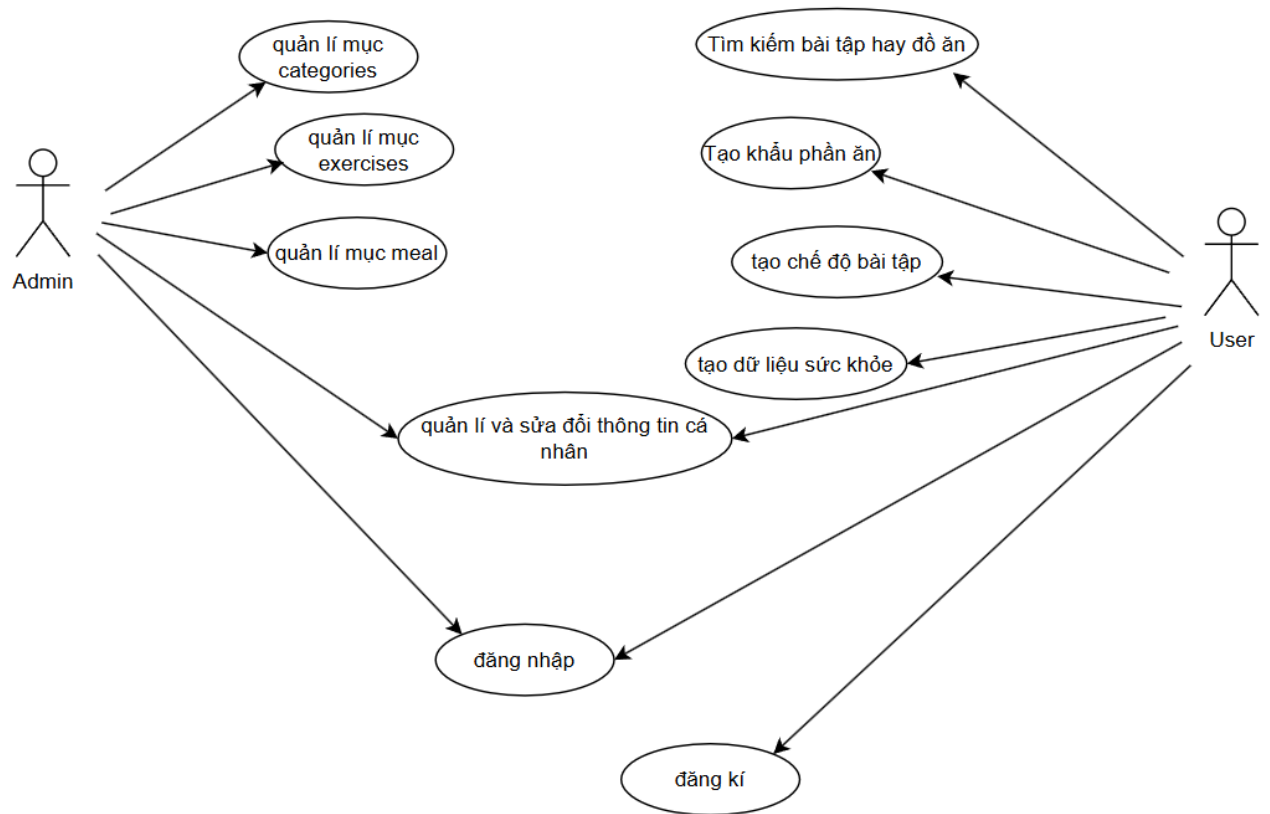 quản lí mục
categories
Tìm kiếm bài tập hay đồ ăn
quản lí mục
exercises
Tạo khẩu phần ăn
quản lí mục meal
tạo chế độ bài tập
Admin
User
tạo dữ liệu sức khỏe
quản lí và sửa đổi thông tin cá
nhân
đăng nhập
đăng kí